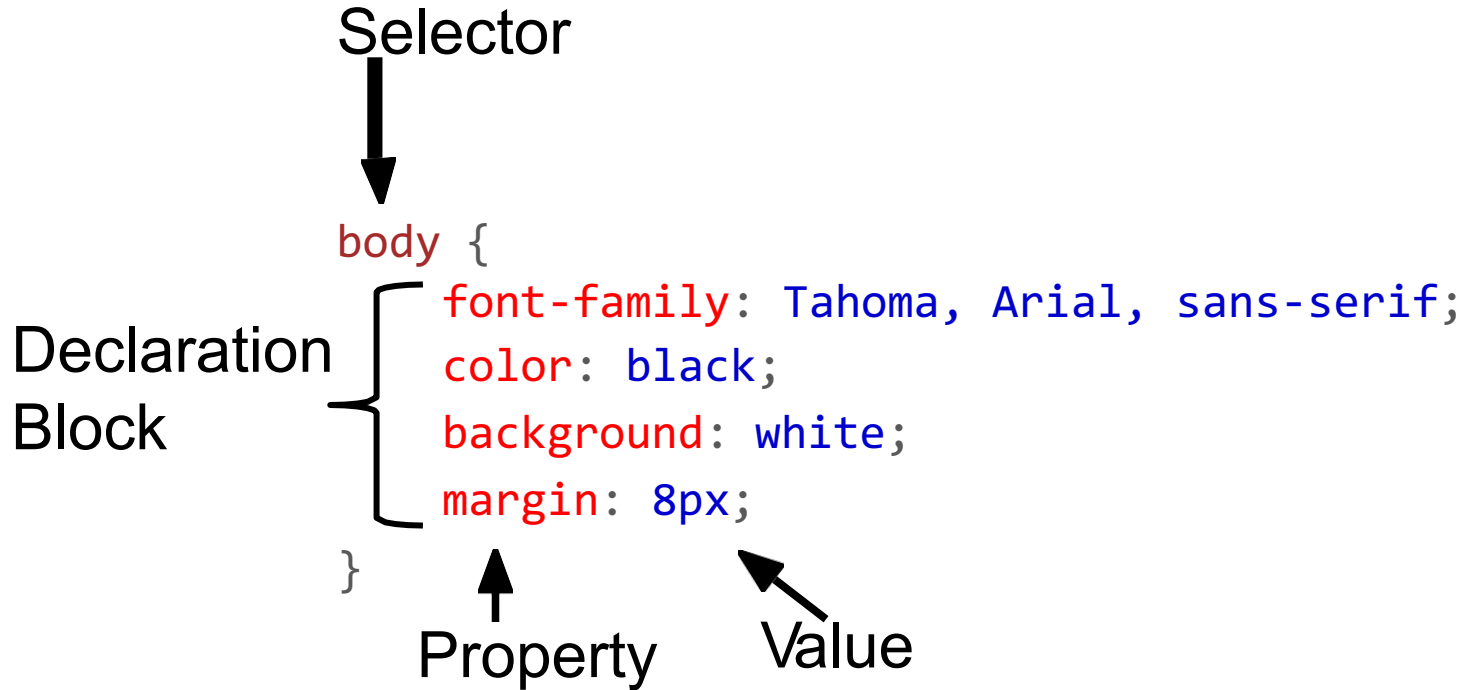 Selector
body {
font-family: Tahoma, Arial, sans-serif;
Declaration
color: black;
Block
background: white;
margin: 8px;
}
Property
Value